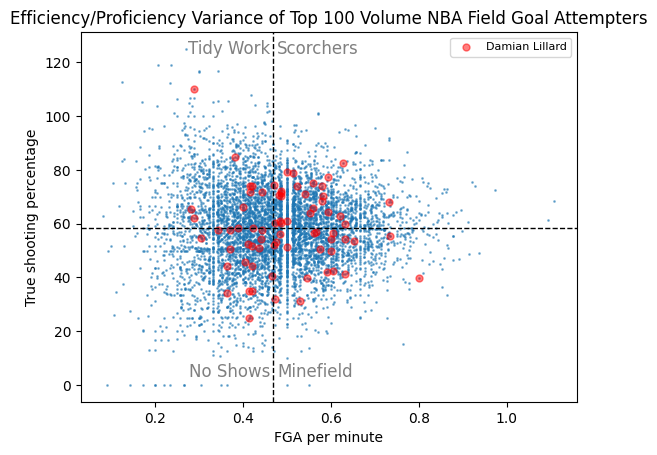 Efficiency/Proficiency Variance of Top 100 Volume NBA Field Goal Attempters
Tidy Work Scorchers
Damian Lillard
120
100
80
60
40
20
0
True shooting percentage
No Shows Minefield
0.2 0.4 0.6 0.8 1.0
FGA per minute